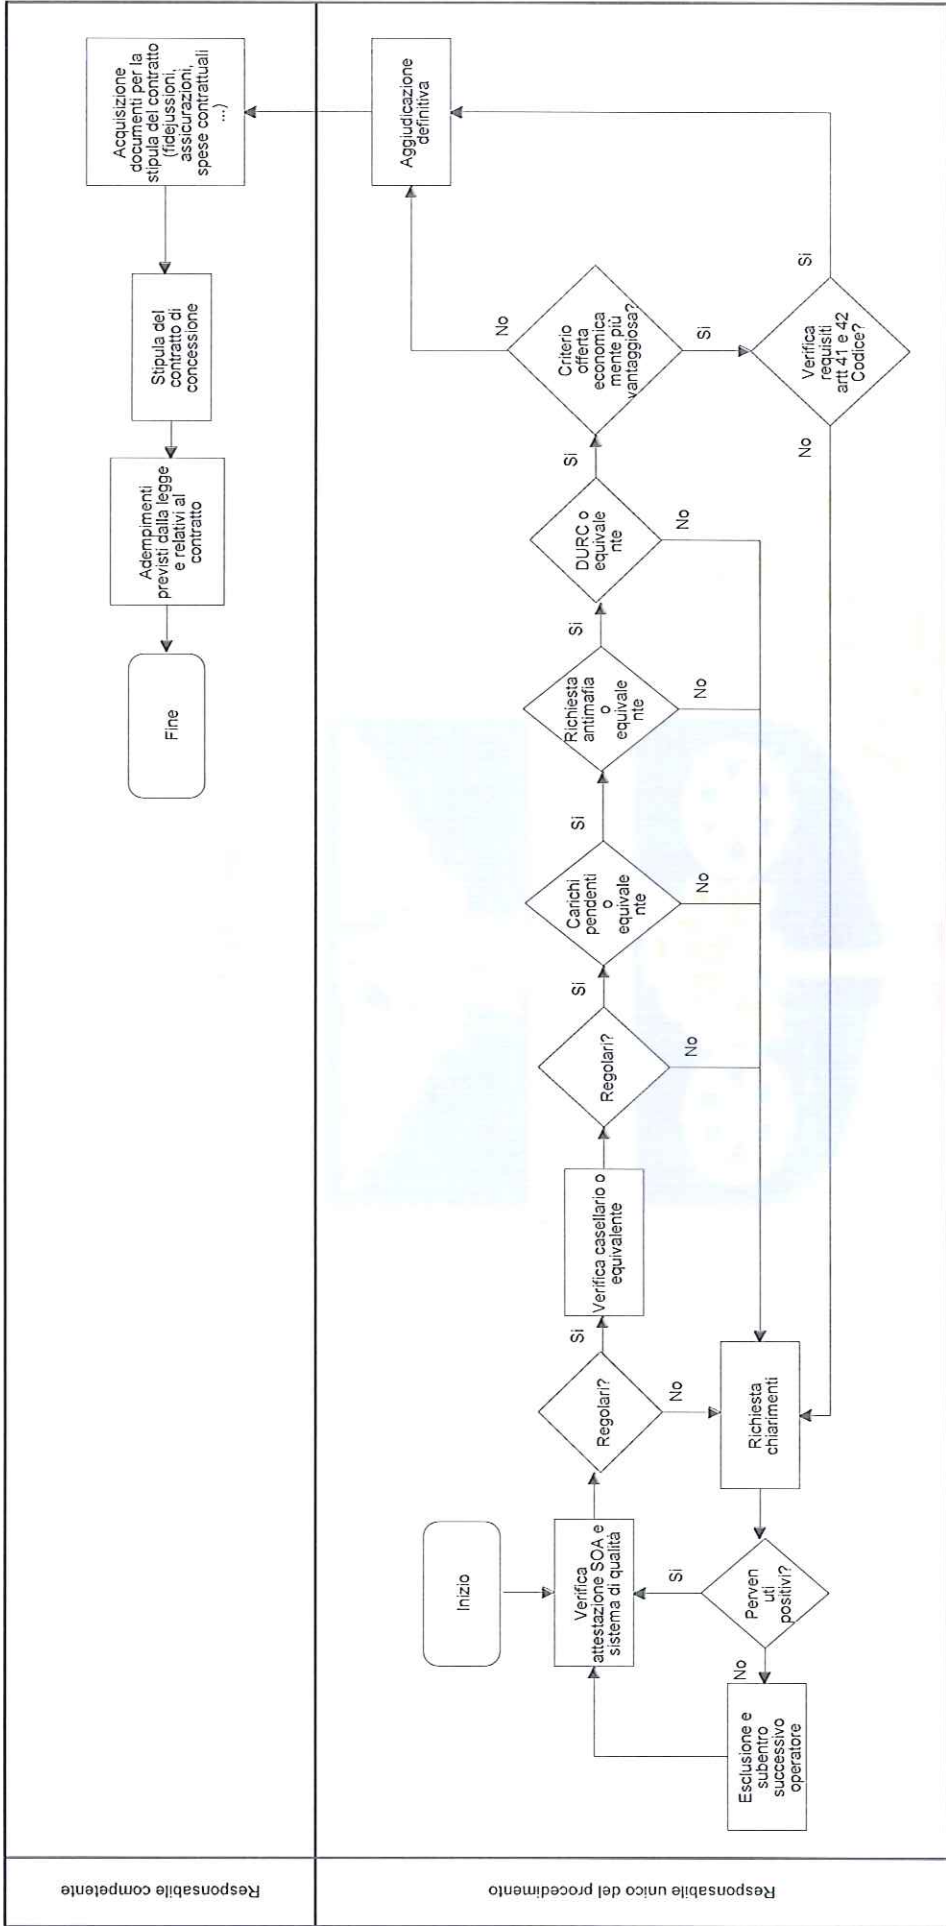 Responsabile competente
Acquisizione
documenti per la
stipula del contratto
(fidejussioni,
assicurazioni,
spese contrattuali
...)
Stipula del
contratto di
concessione
Adempimenti
previsti dalla legge
e relativi al
contratto
Fine
Responsabile unico del procedimento
Inizio
Verifica
attestazione SOA e
sistema di qualità
Regolari?
Si
No
Verifica casellario o
equivalente
Regolari?
Si
No
Carichi
pendenti
o
equivale
nte
Si
No
Richiesta
antimafia
o
equivale
nte
Si
No
DURC o
equivale
nte
Si
No
Criterio
offerta
economica
mente più
vantaggiosa?
No
Si
Aggiudicazione
definitiva
Verifica
requisiti
artt 41 e 42
Codice?
Si
No
Richiesta
chiarimenti
Perven
uti
positivi?
Si
No
Esclusione e
subentro
successivo
operatore